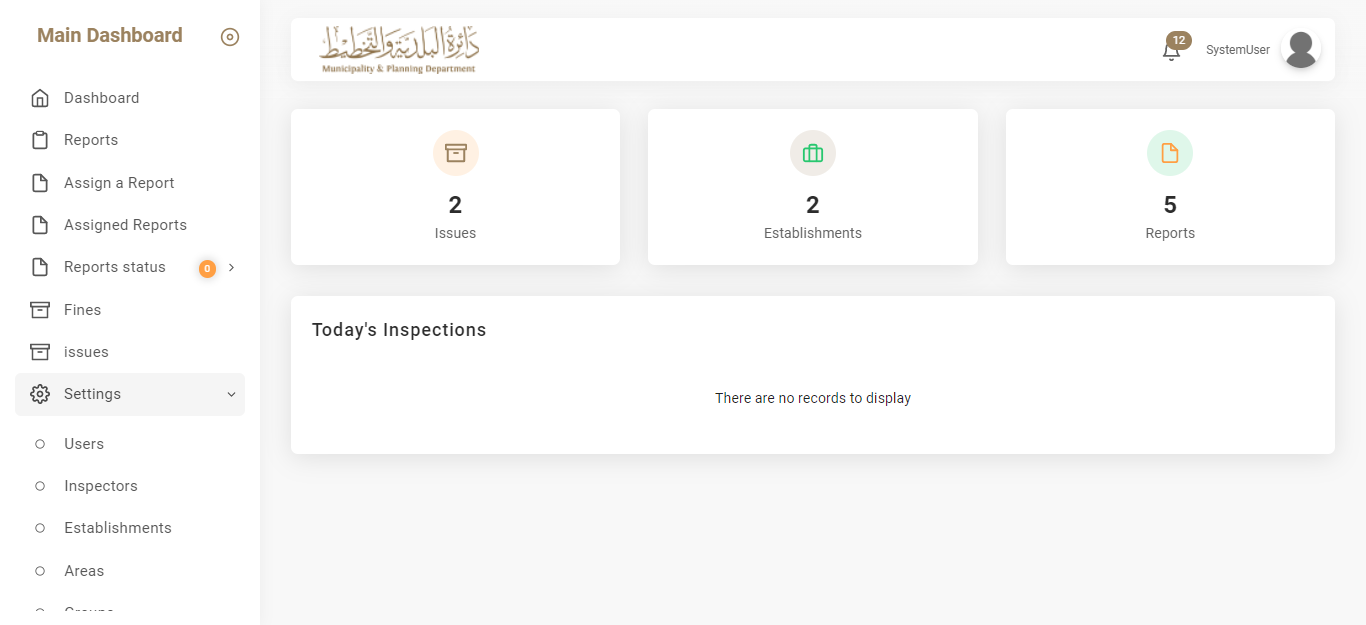 Main Dashboard
Dashboard
Reports
Assign a Report
Assigned Reports
Reports status 0
Fines
issues
Settings
Users
Inspectors
Establishments
Areas
Groups
دائرة البلدية والتخطيط
Municipality & Planning Department
12
SystemUser
2
Issues
2
Establishments
5
Reports
Today's Inspections
There are no records to display